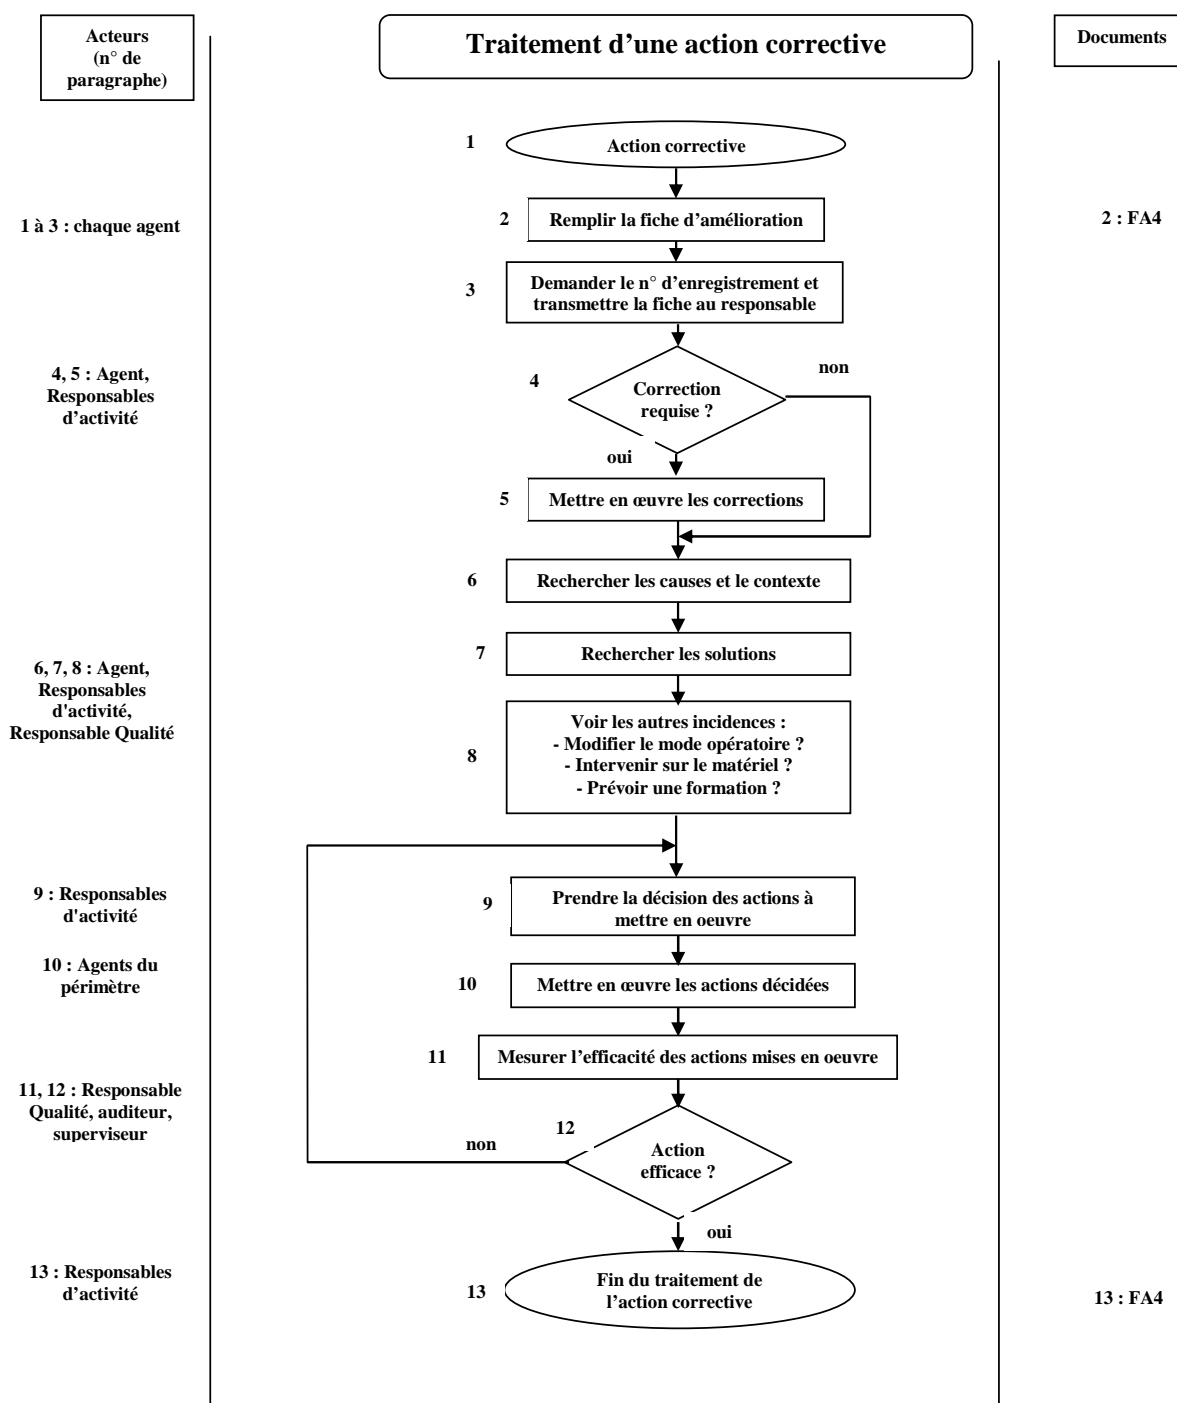 Acteurs
(n° de
paragraphe)
Traitement d’une action corrective
Documents
1
Action corrective
1 à 3 : chaque agent
2
Remplir la fiche d’amélioration
2 : FA4
3
Demander le n° d’enregistrement et
transmettre la fiche au responsable
4, 5 : Agent,
Responsables
d’activité
4
Correction
requise ?
non
oui
5
Mettre en œuvre les corrections
6
Rechercher les causes et le contexte
7
Rechercher les solutions
6, 7, 8 : Agent,
Responsables
d'activité,
Responsable Qualité
8
Voir les autres incidences :
- Modifier le mode opératoire ?
- Intervenir sur le matériel ?
- Prévoir une formation ?
9 : Responsables
d'activité
9
Prendre la décision des actions à
mettre en oeuvre
10 : Agents du
périmètre
10
Mettre en œuvre les actions décidées
11
Mesurer l’efficacité des actions mises en oeuvre
11, 12 : Responsable
Qualité, auditeur,
superviseur
12
Action
efficace ?
non
oui
13 : Responsables
d’activité
13
Fin du traitement de
l’action corrective
13 : FA4